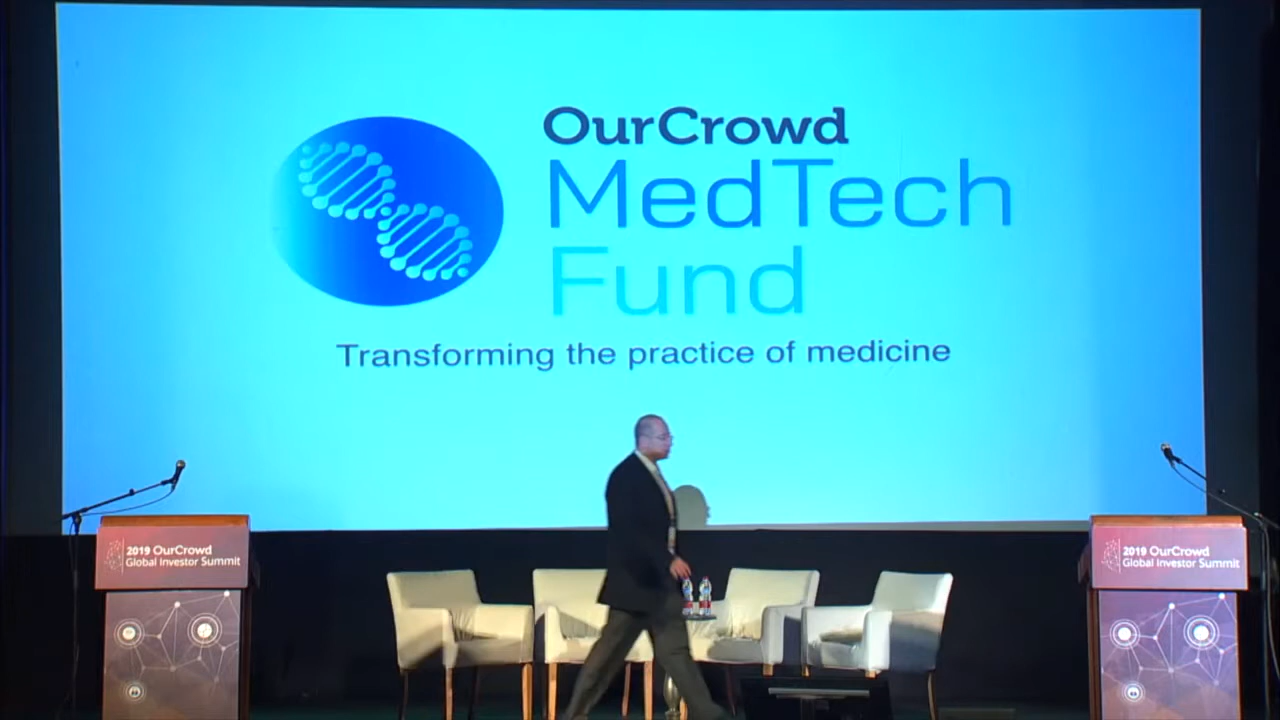 OurCrowd
MedTech
Fund
Transforming the practice of medicine
2019 OurCrowd
Global Investor Summit
2019 OurCrowd
Global Investor Summit